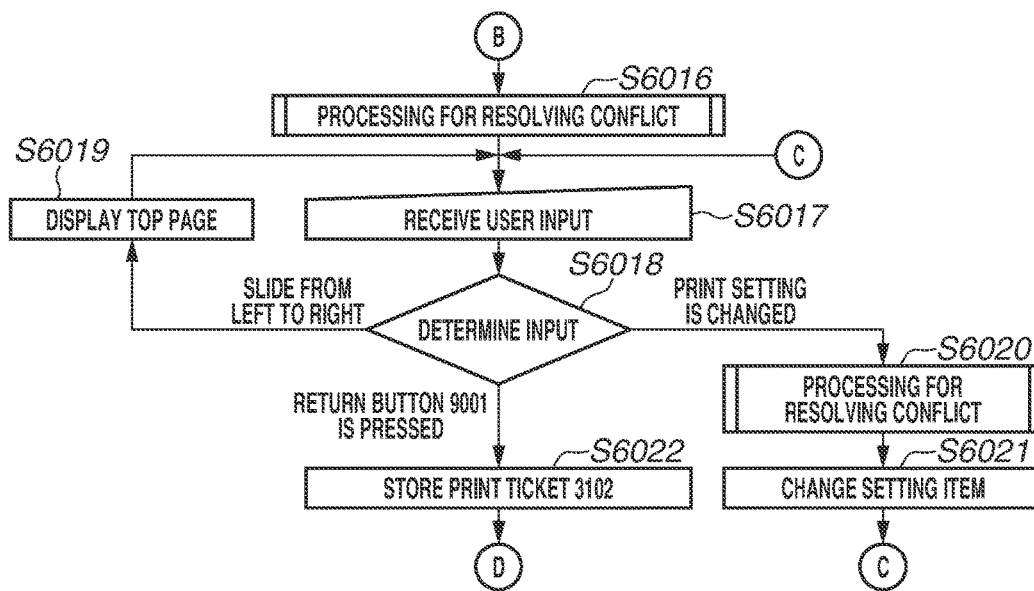 B
S6016
PROCESSING FOR RESOLVING CONFLICT
S6019
C
DISPLAY TOP PAGE
RECEIVE USER INPUT
S6017
S6018
SLIDE FROM
LEFT TO RIGHT
DETERMINE INPUT
PRINT SETTING
IS CHANGED
S6020
PROCESSING FOR
RESOLVING CONFLICT
RETURN BUTTON 9001
IS PRESSED
S6022
STORE PRINT TICKET 3102
S6021
CHANGE SETTING ITEM
D
C